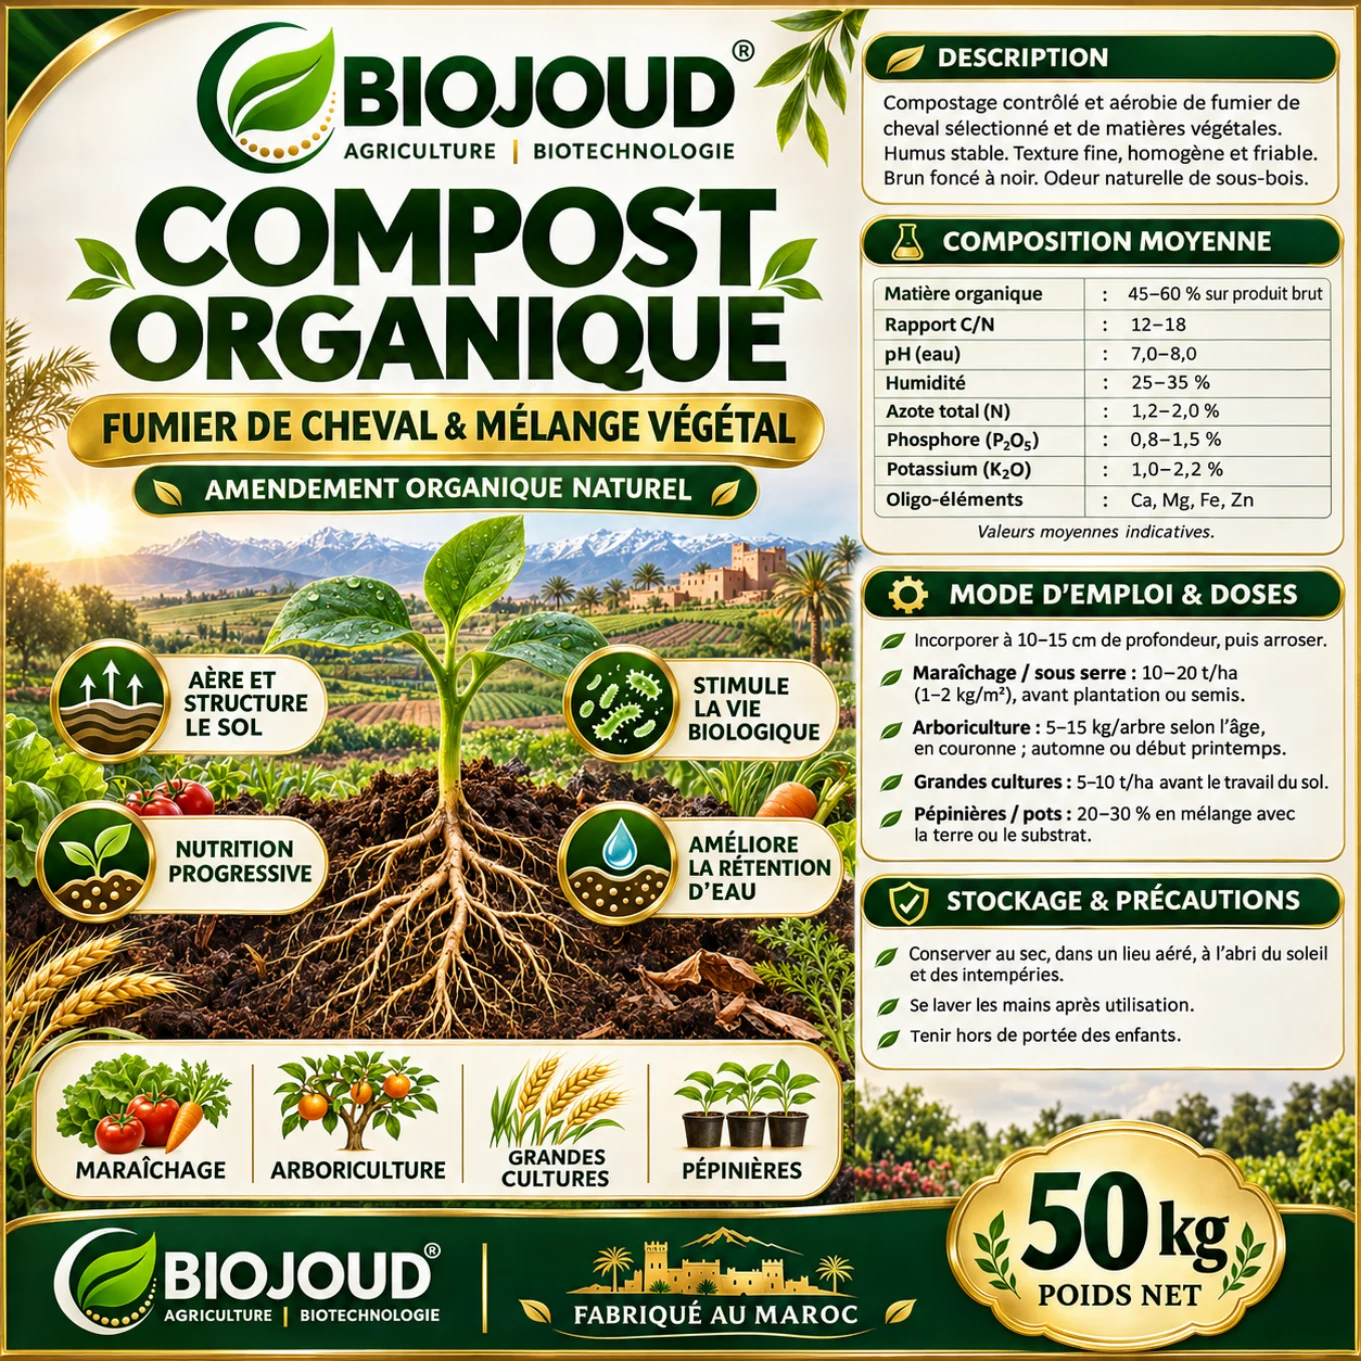 BIOJOUD®
AGRICULTURE | BIOTECHNOLOGIE
COMPOST
ORGANIQUE
FUMIER DE CHEVAL & MÉLANGE VÉGÉTAL
AMENDEMENT ORGANIQUE NATUREL
AÈRE ET
STRUCTURE
LE SOL
STIMULE
LA VIE
BIOLOGIQUE
NUTRITION
PROGRESSIVE
AMÉLIORE
LA RÉTENTION
D'EAU
MARAÎCHAGE
ARBORICULTURE
GRANDES
CULTURES
PÉPINIÈRES
DESCRIPTION
Compostage contrôlé et aérobie de fumier de
cheval sélectionné et de matières végétales.
Humus stable. Texture fine, homogène et friable.
Brun foncé à noir. Odeur naturelle de sous-bois.
COMPOSITION MOYENNE
Matière organique : 45–60 % sur produit brut
Rapport C/N : 12–18
pH (eau) : 7,0–8,0
Humidité : 25–35 %
Azote total (N) : 1,2–2,0 %
Phosphore (P₂O₅) : 0,8–1,5 %
Potassium (K₂O) : 1,0–2,2 %
Oligo-éléments : Ca, Mg, Fe, Zn
Valeurs moyennes indicatives.
MODE D'EMPLOI & DOSES
Incorporer à 10–15 cm de profondeur, puis arroser.
Maraîchage / sous serre : 10–20 t/ha
(1–2 kg/m²), avant plantation ou semis.
Arboriculture : 5–15 kg/arbre selon l'âge,
en couronne ; automne ou début printemps.
Grandes cultures : 5–10 t/ha avant le travail du sol.
Pépinières / pots : 20–30 % en mélange avec
la terre ou le substrat.
STOCKAGE & PRÉCAUTIONS
Conserver au sec, dans un lieu aéré, à l'abri du soleil
et des intempéries.
Se laver les mains après utilisation.
Tenir hors de portée des enfants.
BIOJOUD®
AGRICULTURE | BIOTECHNOLOGIE
FABRIQUÉ AU MAROC
50 kg
POIDS NET